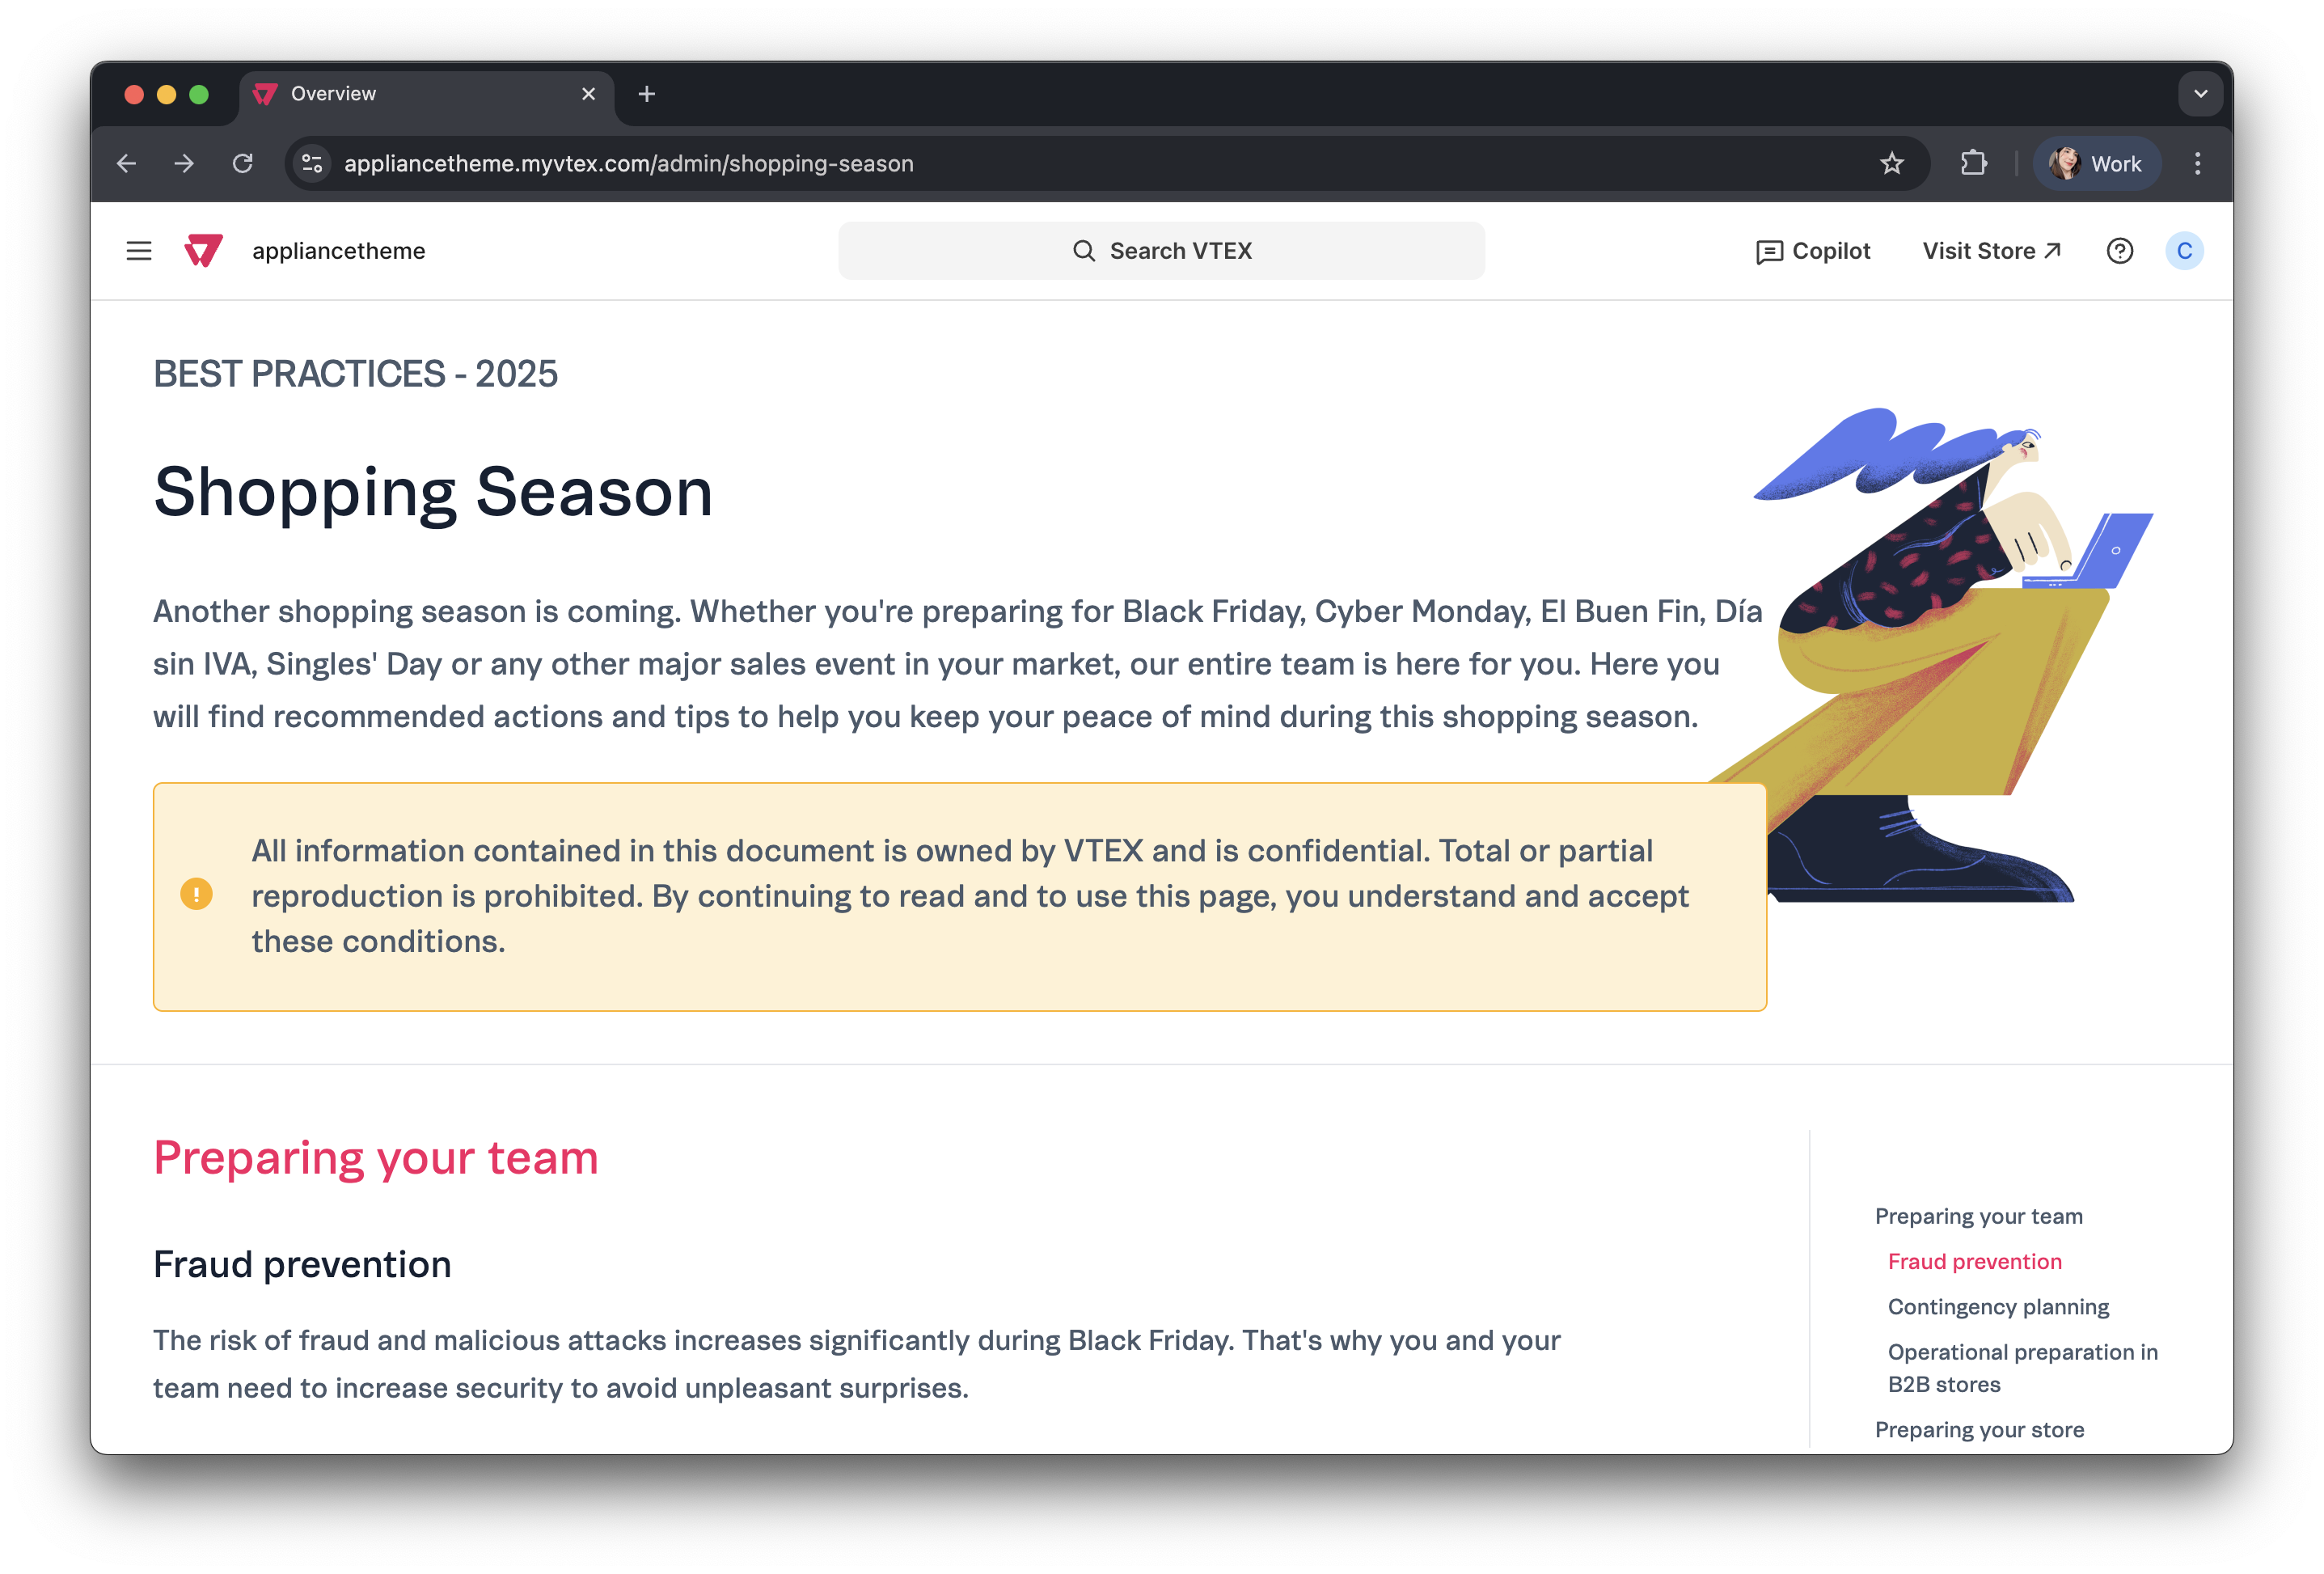 Overview
appliancetheme.myvtex.com/admin/shopping-season
Work
appliancetheme
Search VTEX
Copilot
Visit Store
C
BEST PRACTICES - 2025
Shopping Season
Another shopping season is coming. Whether you're preparing for Black Friday, Cyber Monday, El Buen Fin, Día
sin IVA, Singles' Day or any other major sales event in your market, our entire team is here for you. Here you
will find recommended actions and tips to help you keep your peace of mind during this shopping season.
All information contained in this document is owned by VTEX and is confidential. Total or partial
reproduction is prohibited. By continuing to read and to use this page, you understand and accept
these conditions.
Preparing your team
Fraud prevention
The risk of fraud and malicious attacks increases significantly during Black Friday. That's why you and your
team need to increase security to avoid unpleasant surprises.
Preparing your team
Fraud prevention
Contingency planning
Operational preparation in
B2B stores
Preparing your store